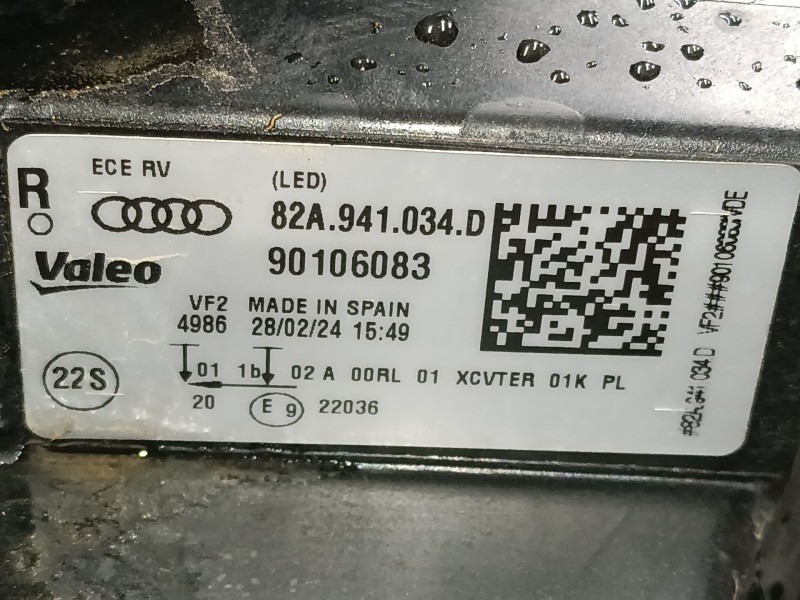 R
ECE RV
(LED)
82A.941.034.D
Valeo
90106083
VF2 MADE IN SPAIN
4986 28/02/24 15:49
22S
01 1b 02 A 00RL 01 XCVTER 01K PL
20 E 9 22036